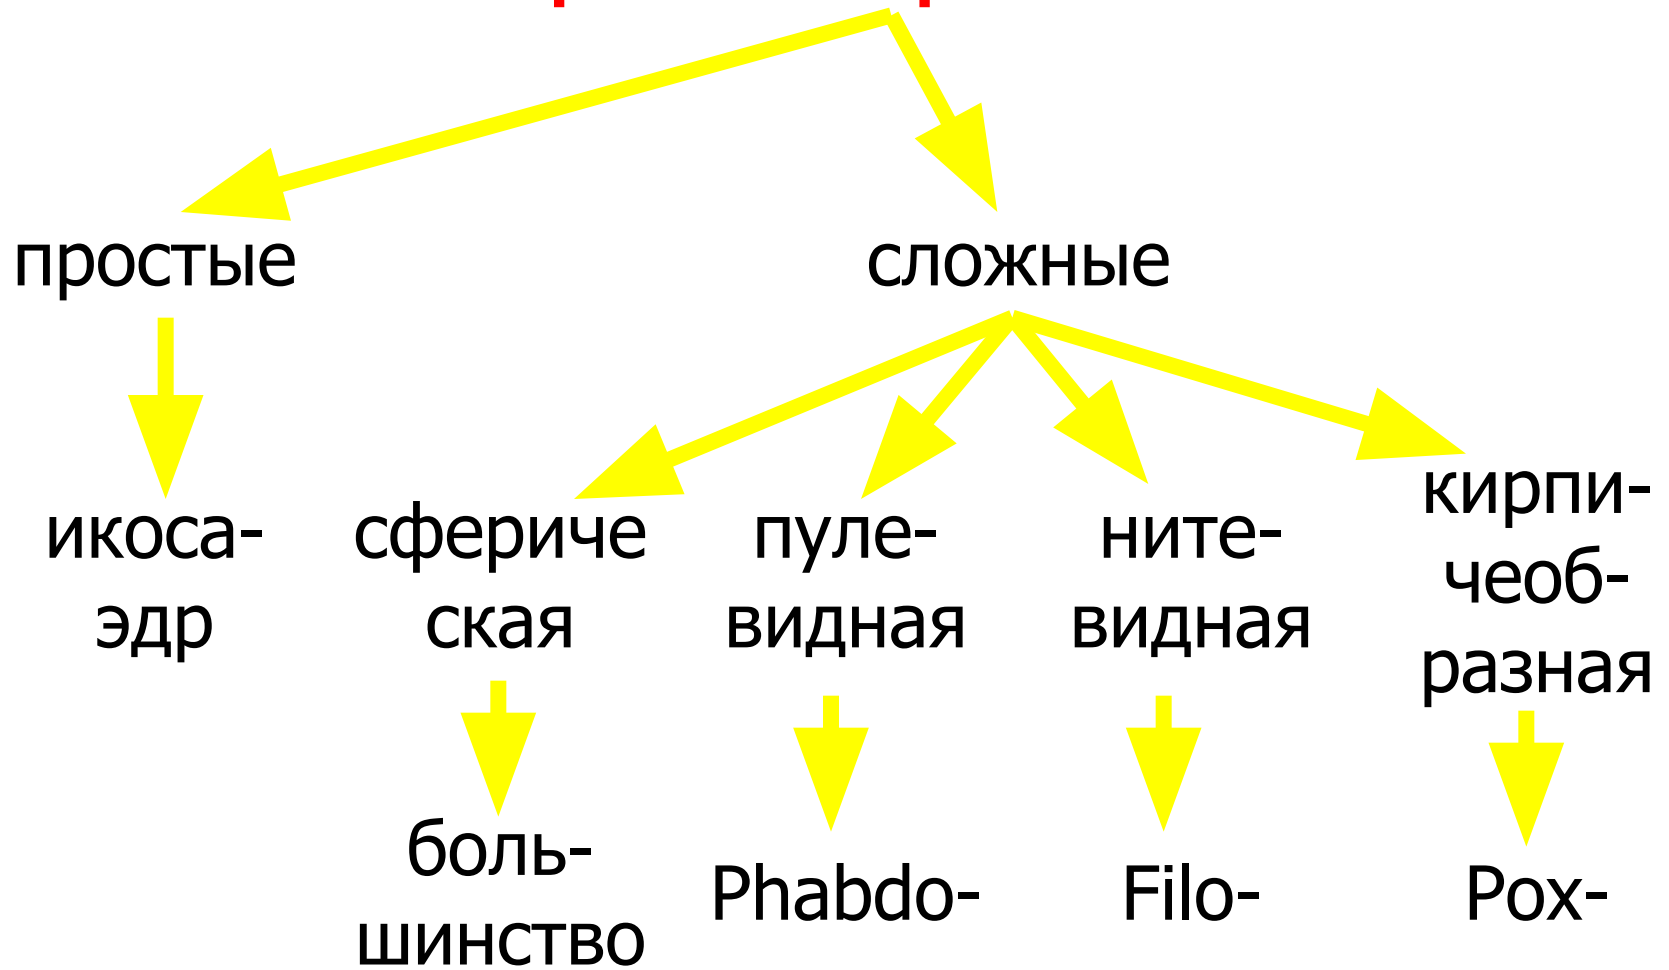 простые
сложные
икоса-
эдр
сфериче
ская
пуле-
видная
ните-
видная
кирпи-
чеоб-
разная
боль-
шинство
Phabdo-
Filo-
Pox-